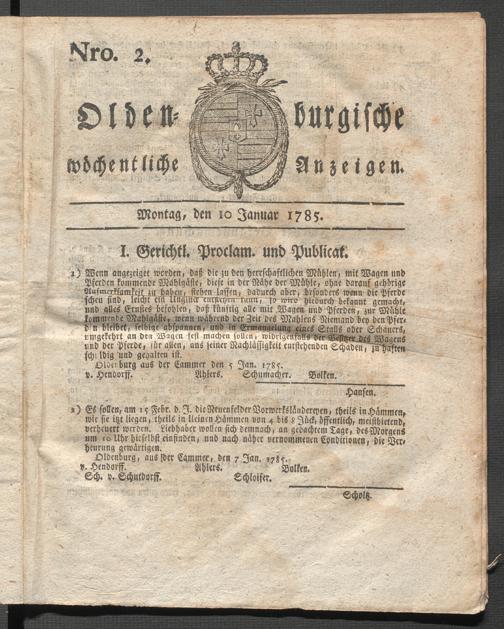 Nro. 2.
Olden- burgische
wöchentliche Anzeigen.
Montag, den 10 Januar 1785.
I. Gerichtl. Proclam. und Publicat.
1) Wenn angezeiget worden, daß die zu den herrschaftlichen Mühlen, mit Wagen und
Pferden kommende Mahlgäste, diese in der Nähe der Mühle, ohne darauf gehörige
Aufmerksamkeit zu haben, stehen lassen, dadurch aber, besonders wenn die Pferde
scheu sind, leicht ein Unglück entstehen kann; so wird hiedurch bekannt gemacht,
und alles Ernstes befohlen, daß künftig alle mit Wagen und Pferden, zur Mühle
kommende Mahlgäste, wenn während der Zeit des Mahlens Niemand bey den Pfer-
d n bleibet, selbige abspannen, und in Ermangelung eines Stalls oder Schauers,
umgekehrt an den Wagen fest machen sollen, widrigenfalls der Besitzer des Wagens
und der Pferde, für allen, aus seiner Nachlässigkeit entstehenden Schaden, zu haften
schuldig und gehalten ist.
Oldenburg aus der Cammer den 5 Jan. 1785.
v. Hendorff. Ahlers. Schumacher. Volken.
Hansen.
2) Es sollen, am 15 Febr. d. J. die Neuenfelder Vorwerksländereyen, theils in Hämmen,
wie sie itzt liegen, theils in kleinen Hämmen von 4 bis 8 Jück, öffentlich, meistbietend,
verheuert werden. Liebhaber wollen sich demnach, an gedachtem Tage, des Morgens
um 10 Uhr hieselbst einfinden, und nach näher vernommenen Conditionen, die Ver-
heurung gewärtigen.
Oldenburg, aus der Cammer, den 7 Jan. 1785.
v. Hendorff. Ahlers. Volken.
Sch. v. Schutdorff. Schloifer.
Scholtz.